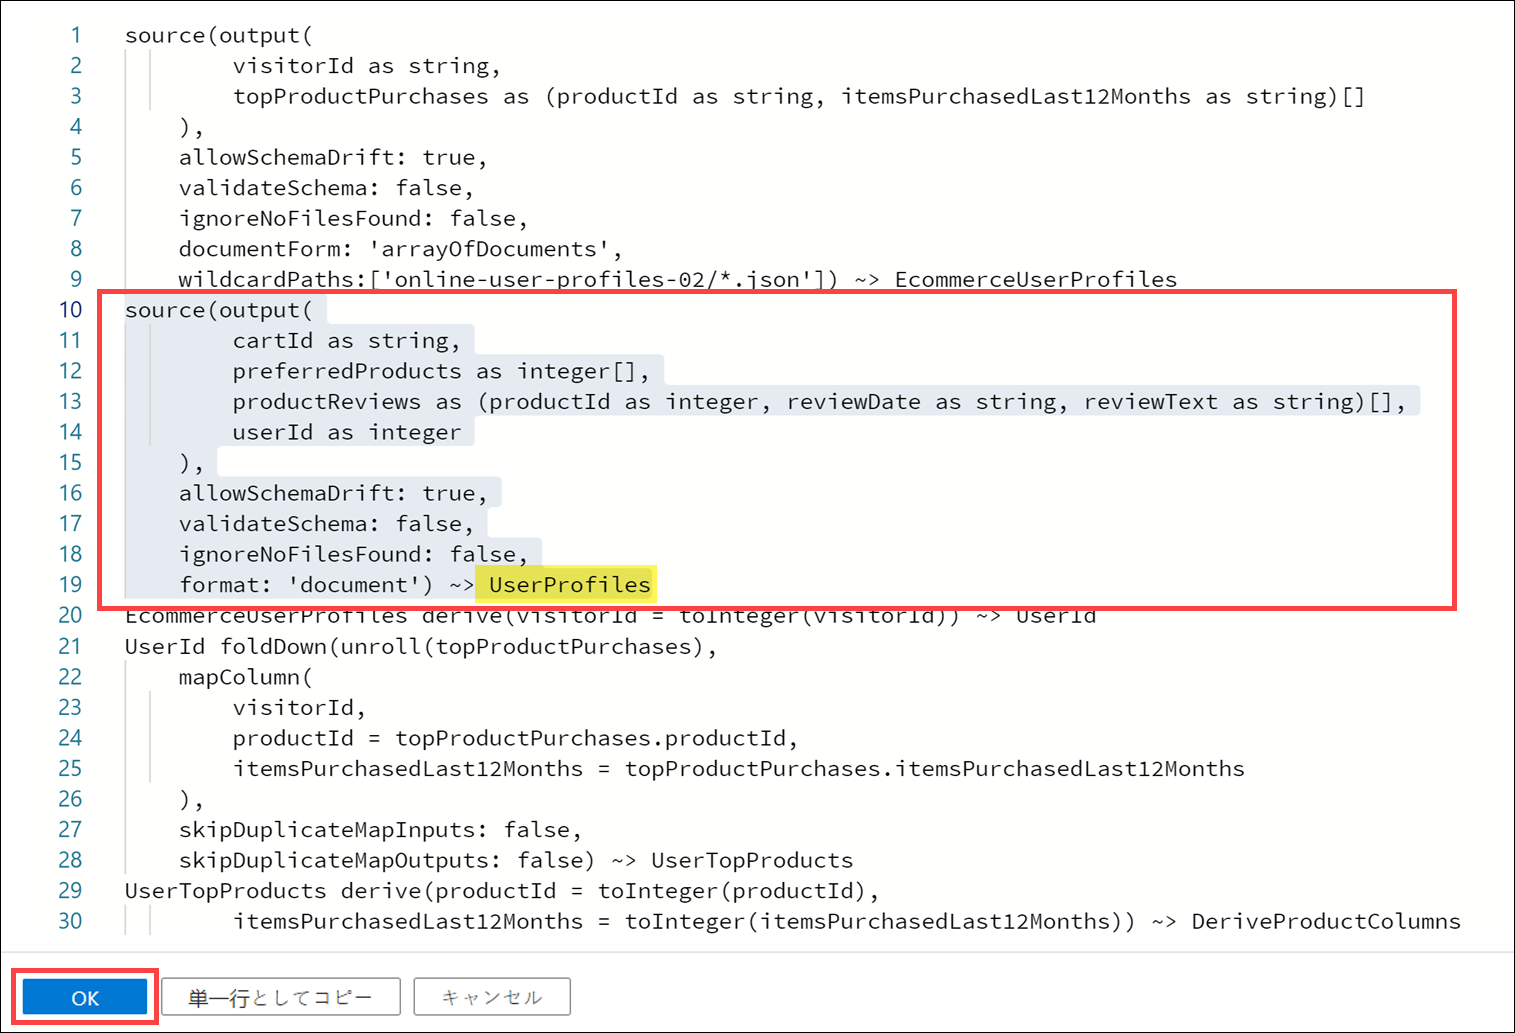 1 source(output(
2 visitorId as string,
3 topProductPurchases as (productId as string, itemsPurchasedLast12Months as string)[]
4 ),
5 allowSchemaDrift: true,
6 validateSchema: false,
7 ignoreNoFilesFound: false,
8 documentForm: 'arrayOfDocuments',
9 wildcardPaths:['online-user-profiles-02/*.json']) ~> EcommerceUserProfiles
10 source(output(
11 cartId as string,
12 preferredProducts as integer[],
13 productReviews as (productId as integer, reviewDate as string, reviewText as string)[],
14 userId as integer
15 ),
16 allowSchemaDrift: true,
17 validateSchema: false,
18 ignoreNoFilesFound: false,
19 format: 'document') ~> UserProfiles
20 EcommerceUserProfiles derive(visitorId = toInteger(visitorId)) ~> UserId
21 UserId foldDown(unroll(topProductPurchases),
22 mapColumn(
23 visitorId,
24 productId = topProductPurchases.productId,
25 itemsPurchasedLast12Months = topProductPurchases.itemsPurchasedLast12Months
26 ),
27 skipDuplicateMapInputs: false,
28 skipDuplicateMapOutputs: false) ~> UserTopProducts
29 UserTopProducts derive(productId = toInteger(productId),
30 itemsPurchasedLast12Months = toInteger(itemsPurchasedLast12Months)) ~> DeriveProductColumns
OK 単一行としてコピー キャンセル